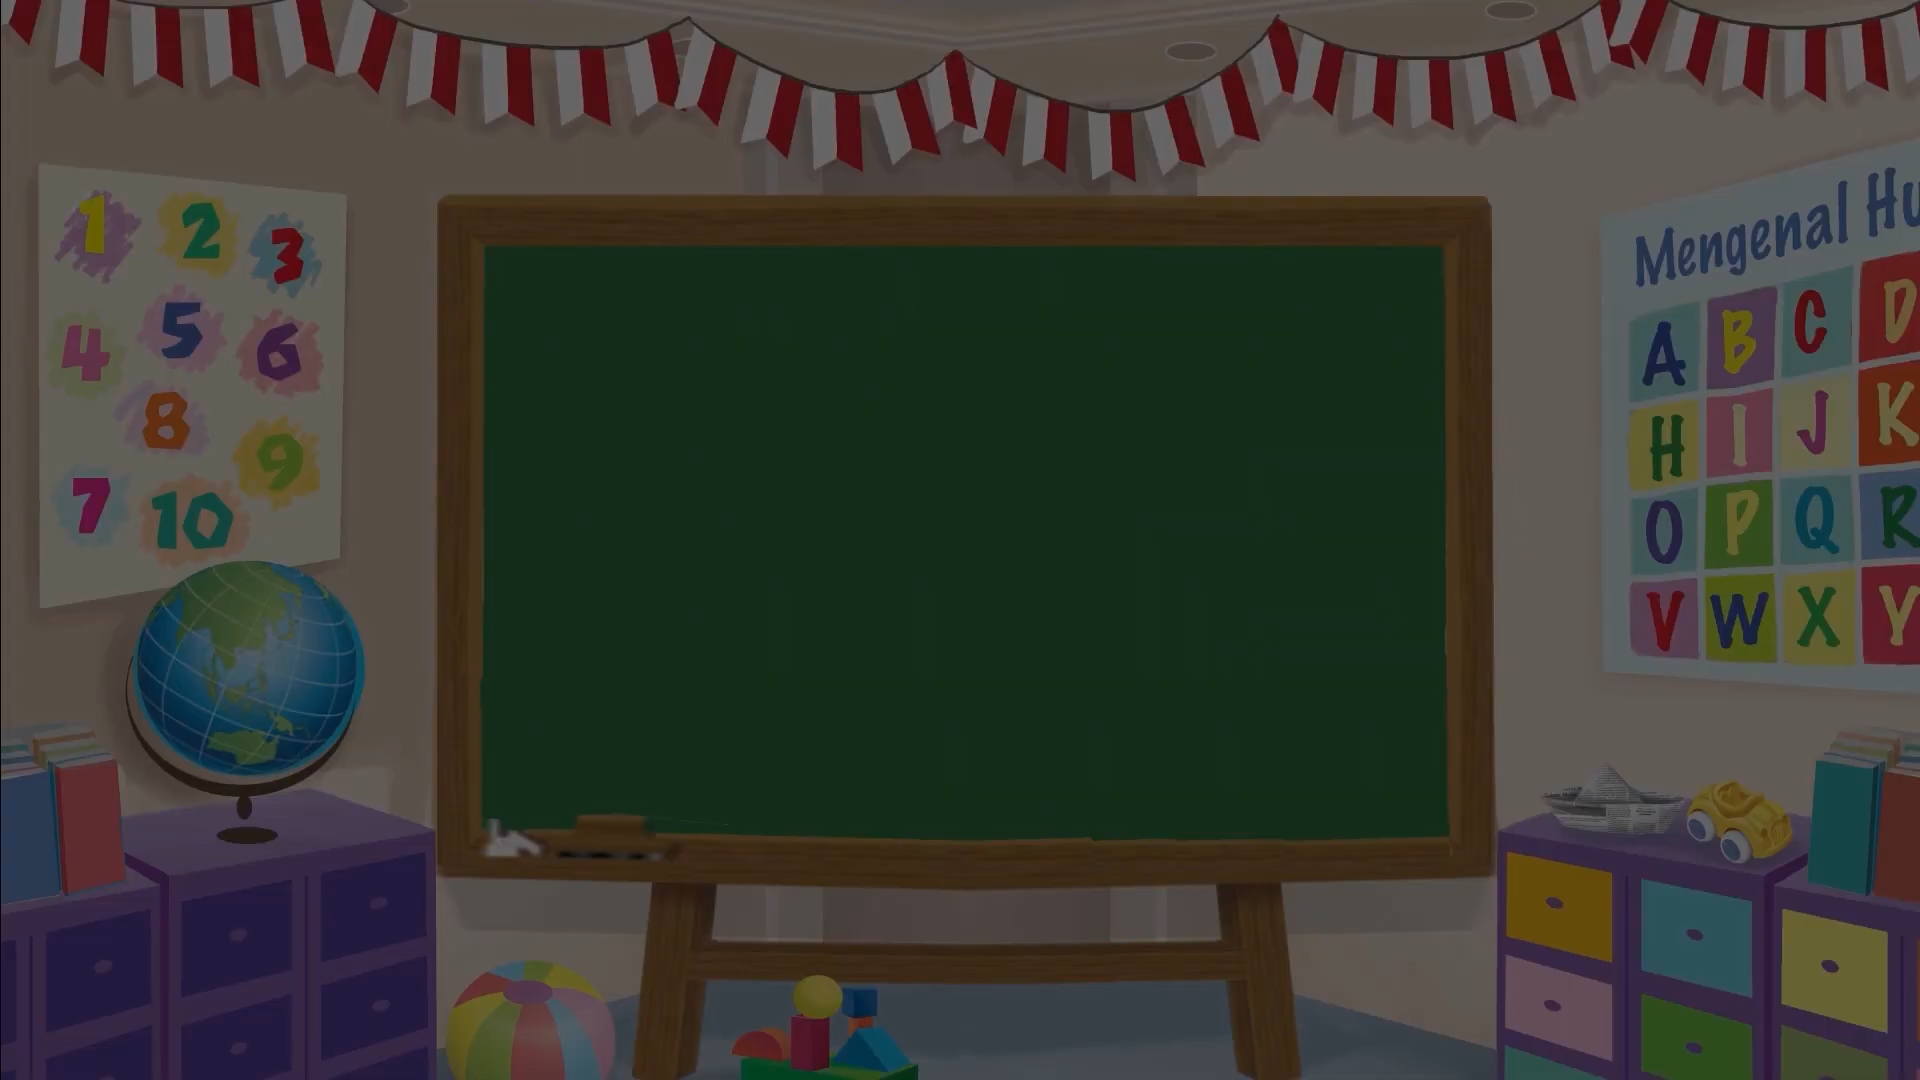 1 2 3
4 5 6
8 9
7 10
Mengenal Hu
A B C D
H I J K
O P Q R
V W X Y